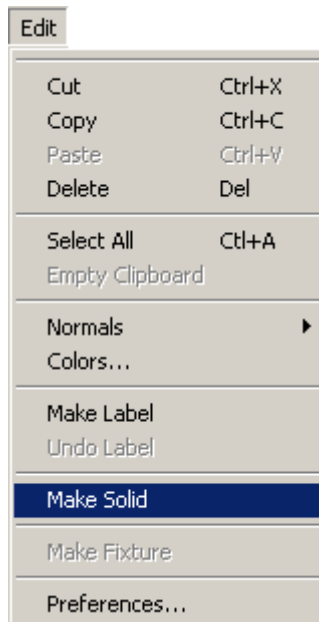 Edit
Cut Ctrl+X
Copy Ctrl+C
Paste Ctrl+V
Delete Del
Select All Ctl+A
Empty Clipboard
Normals
Colors...
Make Label
Undo Label
Make Solid
Make Fixture
Preferences...